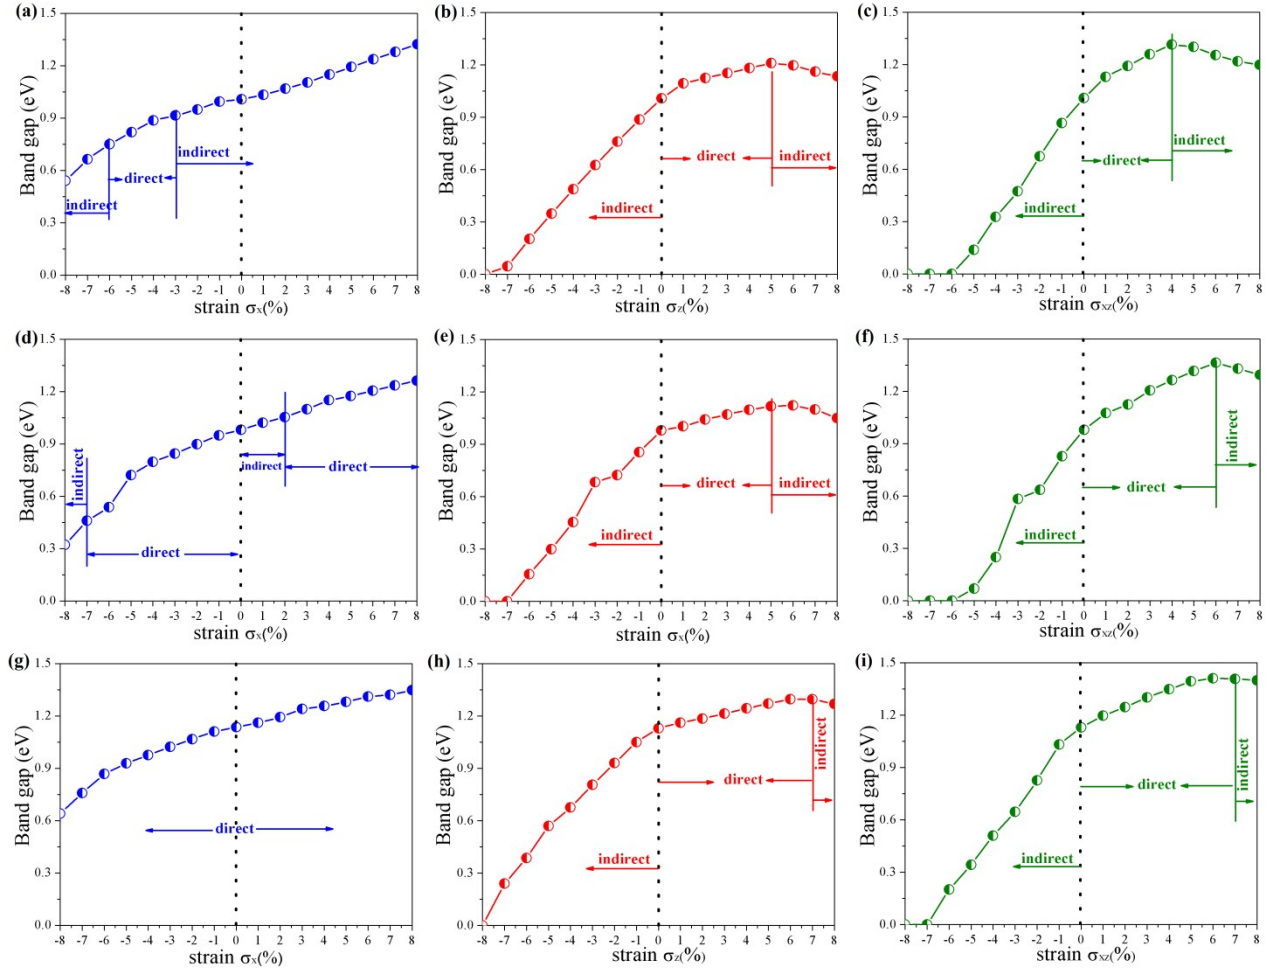 (a)
Band gap (eV)
1.5
1.2
0.9
0.6
0.3
0.0
indirect
direct
indirect
-8 -7 -6 -5 -4 -3 -2 -1 0 1 2 3 4 5 6 7 8
strain σx(%)
(b)
Band gap (eV)
1.5
1.2
0.9
0.6
0.3
0.0
direct
indirect
indirect
-8 -7 -6 -5 -4 -3 -2 -1 0 1 2 3 4 5 6 7 8
strain σz(%)
(c)
Band gap (eV)
1.5
1.2
0.9
0.6
0.3
0.0
indirect
direct
indirect
-8 -7 -6 -5 -4 -3 -2 -1 0 1 2 3 4 5 6 7 8
strain σxz(%)
(d)
Band gap (eV)
1.5
1.2
0.9
0.6
0.3
0.0
indirect
indirect
direct
direct
-8 -7 -6 -5 -4 -3 -2 -1 0 1 2 3 4 5 6 7 8
strain σx(%)
(e)
Band gap (eV)
1.5
1.2
0.9
0.6
0.3
0.0
direct
indirect
indirect
-8 -7 -6 -5 -4 -3 -2 -1 0 1 2 3 4 5 6 7 8
strain σx(%)
(f)
Band gap (eV)
1.5
1.2
0.9
0.6
0.3
0.0
indirect
direct
indirect
-8 -7 -6 -5 -4 -3 -2 -1 0 1 2 3 4 5 6 7 8
strain σxz(%)
(g)
Band gap (eV)
1.5
1.2
0.9
0.6
0.3
0.0
direct
-8 -7 -6 -5 -4 -3 -2 -1 0 1 2 3 4 5 6 7 8
strain σx(%)
(h)
Band gap (eV)
1.5
1.2
0.9
0.6
0.3
0.0
indirect
direct
indirect
-8 -7 -6 -5 -4 -3 -2 -1 0 1 2 3 4 5 6 7 8
strain σz(%)
(i)
Band gap (eV)
1.5
1.2
0.9
0.6
0.3
0.0
indirect
direct
indirect
-8 -7 -6 -5 -4 -3 -2 -1 0 1 2 3 4 5 6 7 8
strain σxz(%)